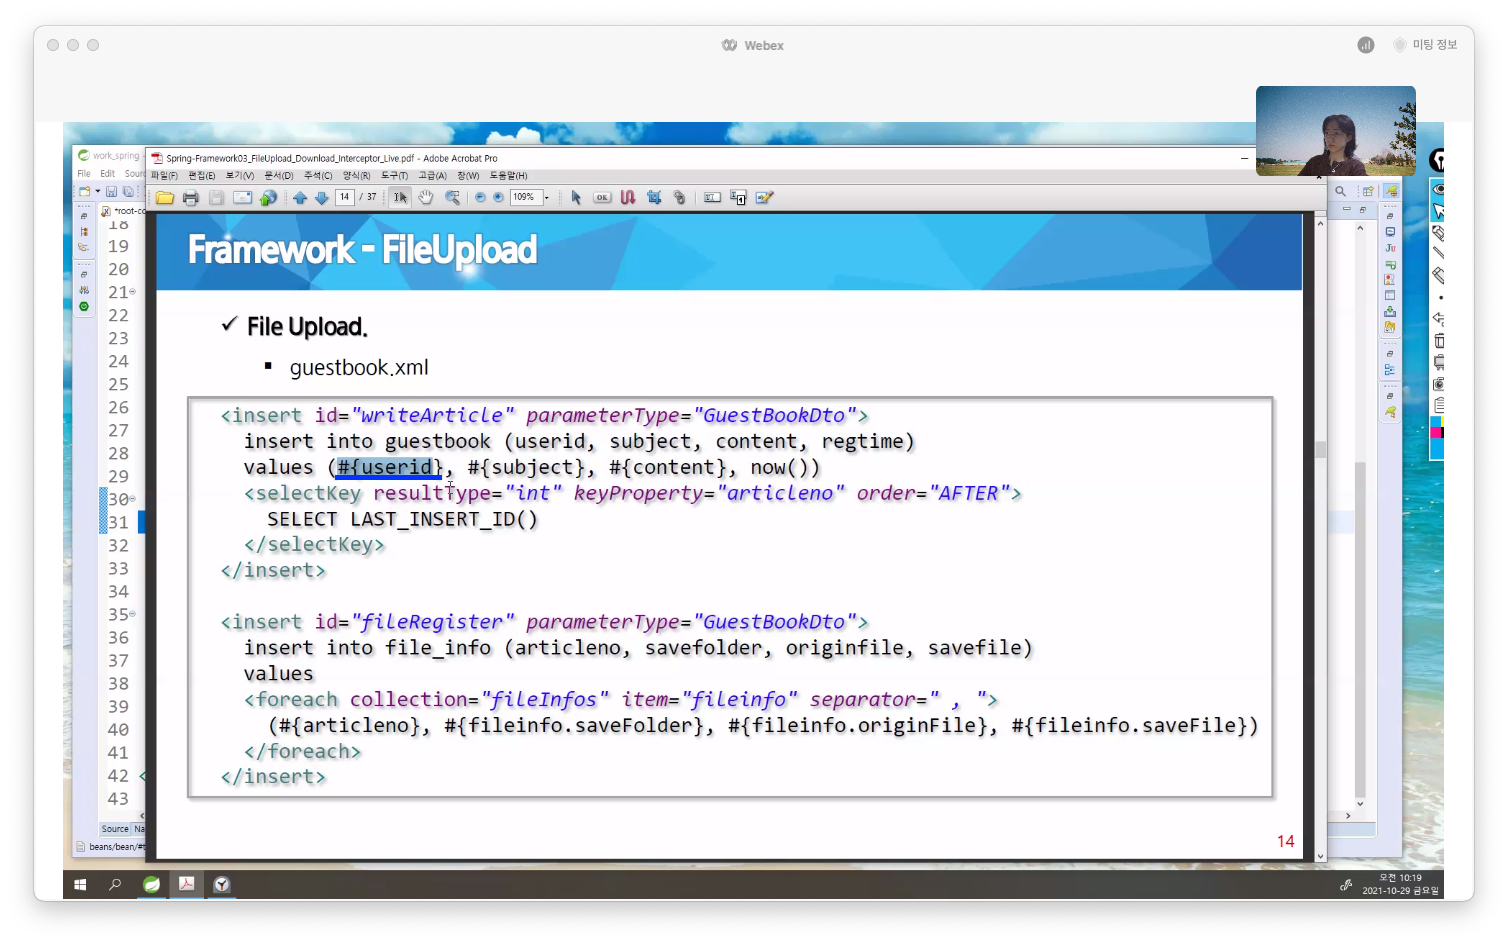 Webex
미팅 정보
work_spring -
Spring-Framework03_FileUpload_Download_Interceptor_Live.pdf - Adobe Acrobat Pro
File Edit Sourc
파일(F) 편집(E) 보기(V) 문서(D) 주석(C) 양식(R) 도구(T) 고급(A) 창(W) 도움말(H)
14 / 37
OK
109%
*root-co
Ju
18
19
20
21
22
23
24
25
26
27
28
29
30
31
32
33
34
35
36
37
38
39
40
41
42 <
43
Framework - FileUpload
✓ File Upload.
▪ guestbook.xml
<insert id="writeArticle" parameterType="GuestBookDto">
insert into guestbook (userid, subject, content, regtime)
values (#{userid}, #{subject}, #{content}, now())
<selectKey resultType="int" keyProperty="articleno" order="AFTER">
SELECT LAST_INSERT_ID()
</selectKey>
</insert>
<insert id="fileRegister" parameterType="GuestBookDto">
insert into file_info (articleno, savefolder, originfile, savefile)
values
<foreach collection="fileInfos" item="fileinfo" separator=" , ">
(#{articleno}, #{fileinfo.saveFolder}, #{fileinfo.originFile}, #{fileinfo.saveFile})
</foreach>
</insert>
14
Source Na
beans/bean/#t
오전 10:19
2021-10-29 금요일